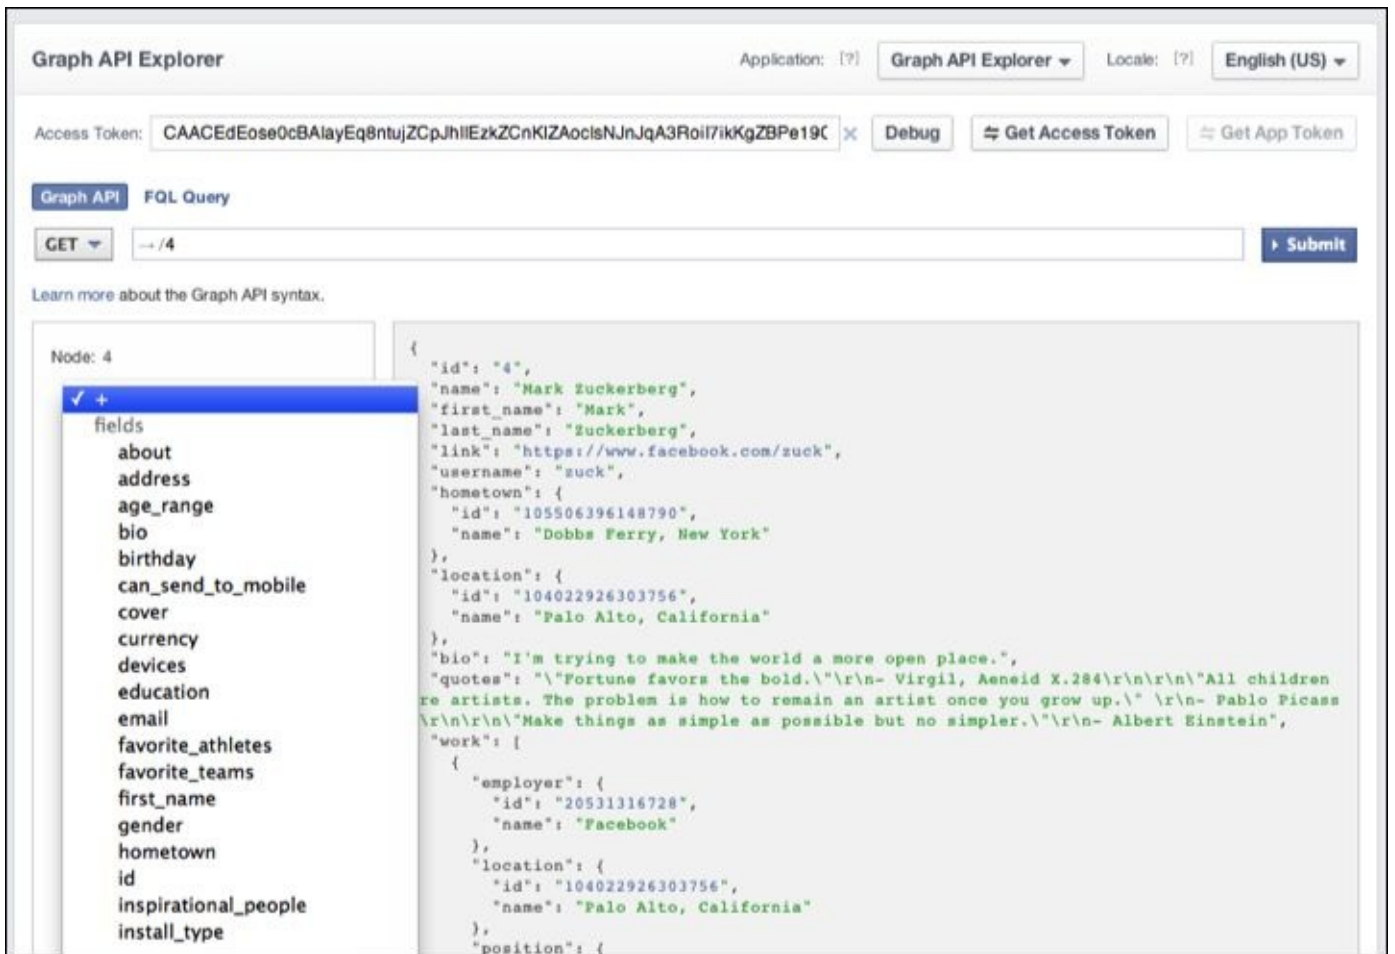 Graph API Explorer Application: [?] Graph API Explorer Locale: [?] English (US)
Access Token: Debug Get Access Token Get App Token
Graph API FQL Query
GET →/4 Submit
Learn more about the Graph API syntax.
Node: 4
✓ +
fields
about
address
age_range
bio
birthday
can_send_to_mobile
cover
currency
devices
education
email
favorite_athletes
favorite_teams
first_name
gender
hometown
id
inspirational_people
install_type
{
"id": "4",
"name": "Mark Zuckerberg",
"first_name": "Mark",
"last_name": "Zuckerberg",
"link": "https://www.facebook.com/zuck",
"username": "zuck",
"hometown": {
"id": "105506396148790",
"name": "Dobbs Ferry, New York"
},
"location": {
"id": "104022926303756",
"name": "Palo Alto, California"
},
"bio": "I'm trying to make the world a more open place.",
"quotes": "\"Fortune favors the bold.\"\r\n- Virgil, Aeneid X.284\r\n\r\n\"All children
re artists. The problem is how to remain an artist once you grow up.\" \r\n- Pablo Picass
\r\n\r\n\"Make things as simple as possible but no simpler.\"\r\n- Albert Einstein",
"work": [
{
"employer": {
"id": "20531316728",
"name": "Facebook"
},
"location": {
"id": "104022926303756",
"name": "Palo Alto, California"
},
"position": {